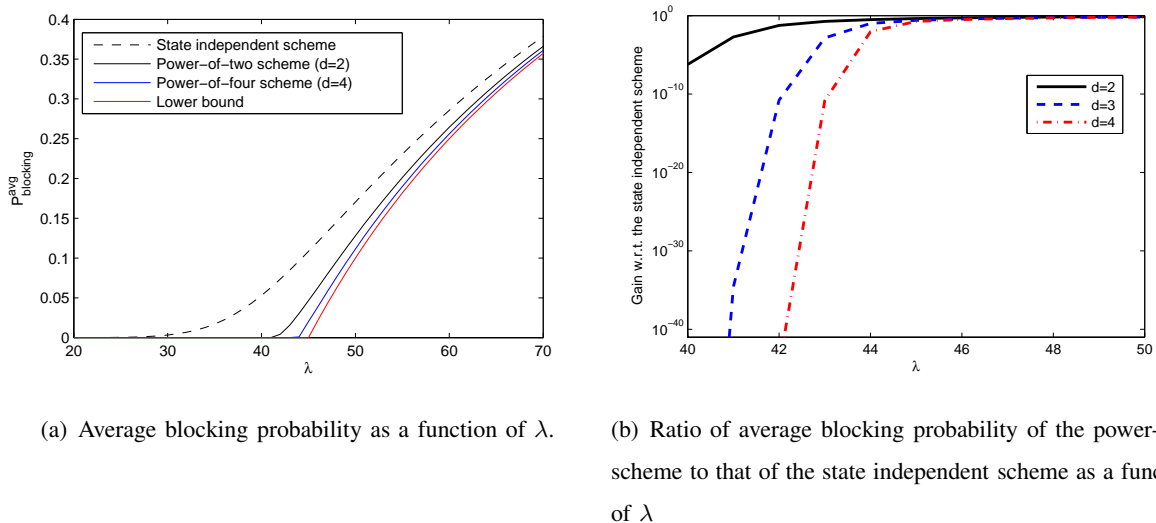 0.4
0.35
0.3
0.25
0.2
0.15
0.1
0.05
0
20
30
40
50
60
70
λ
P^avg_blocking
State independent scheme
Power-of-two scheme (d=2)
Power-of-four scheme (d=4)
Lower bound
(a) Average blocking probability as a function of λ.
10^0
10^−10
10^−20
10^−30
10^−40
40
42
44
46
48
50
λ
Gain w.r.t. the state independent scheme
d=2
d=3
d=4
(b) Ratio of average blocking probability of the power-
scheme to that of the state independent scheme as a func
of λ